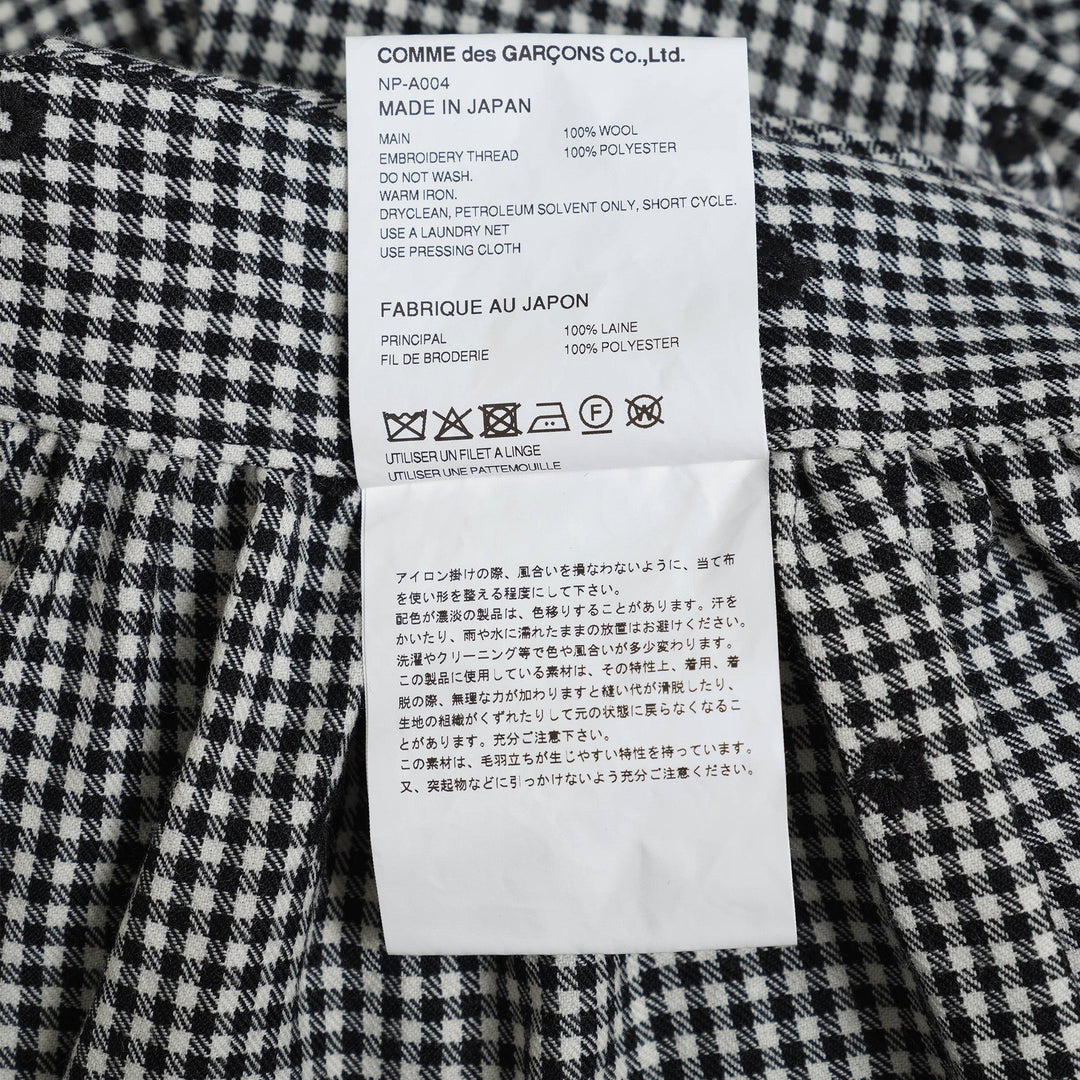 COMME des GARÇONS Co.,Ltd.
NP-A004
MADE IN JAPAN
MAIN 100% WOOL
EMBROIDERY THREAD 100% POLYESTER
DO NOT WASH.
WARM IRON.
DRYCLEAN, PETROLEUM SOLVENT ONLY, SHORT CYCLE.
USE A LAUNDRY NET
USE PRESSING CLOTH
FABRIQUE AU JAPON
PRINCIPAL 100% LAINE
FIL DE BRODERIE 100% POLYESTER
F W
UTILISER UN FILET A LINGE
UTILISER UNE PATTEMOUILLE
アイロン掛けの際、風合いを損なわないように、当て布
を使い形を整える程度にして下さい。
配色が濃淡の製品は、色移りすることがあります。汗を
かいたり、雨や水に濡れたままの放置はお避けください。
洗濯やクリーニング等で色や風合いが多少変わります。
この製品に使用している素材は、その特性上、着用、着
脱の際、無理な力が加わりますと縫い代が滑脱したり、
生地の組織がくずれたりして元の状態に戻らなくなるこ
とがあります。充分ご注意下さい。
この素材は、毛羽立ちが生じやすい特性を持っています。
又、突起物などに引っかけないよう充分ご注意ください。